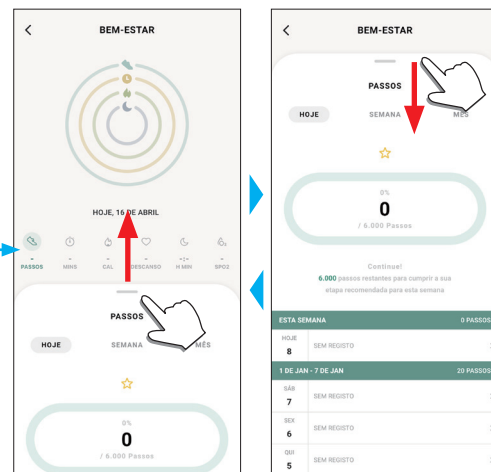 BEM-ESTAR
HOJE, 16 DE ABRIL
PASSOS MINS CAL DESCANSO H MIN SPO2
PASSOS
HOJE SEMANA MÊS
0%
0
/ 6.000 Passos
BEM-ESTAR
PASSOS
HOJE SEMANA MÊS
0%
0
/ 6.000 Passos
Continue!
6.000 passos restantes para cumprir a sua
etapa recomendada para esta semana
ESTA SEMANA 0 PASSOS
HOJE
8 SEM REGISTO
1 DE JAN - 7 DE JAN 20 PASSOS
SÁB
7 SEM REGISTO
SEX
6 SEM REGISTO
QUI
5 SEM REGISTO